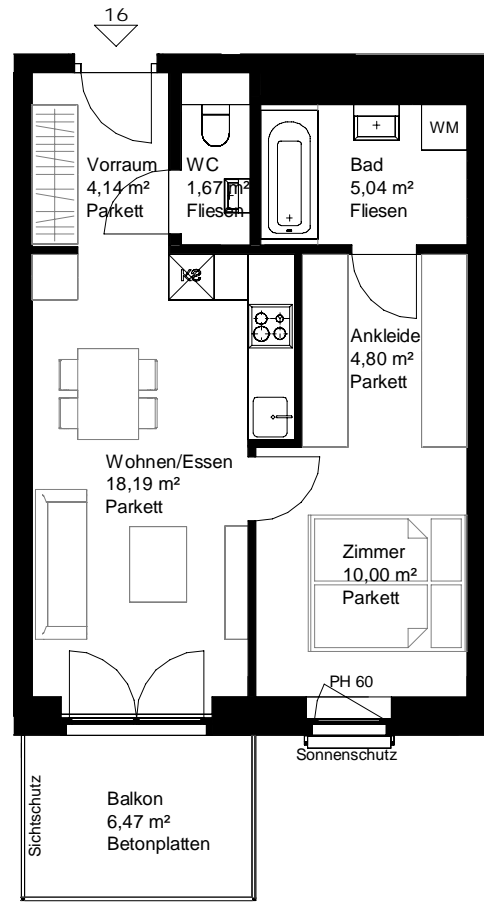 16
Vorraum
4,14 m²
Parkett
WC
1,67 m²
Fliesen
Bad
5,04 m²
Fliesen
WM
KS
Ankleide
4,80 m²
Parkett
Wohnen/Essen
18,19 m²
Parkett
Zimmer
10,00 m²
Parkett
PH 60
Sonnenschutz
Sichtschutz
Balkon
6,47 m²
Betonplatten